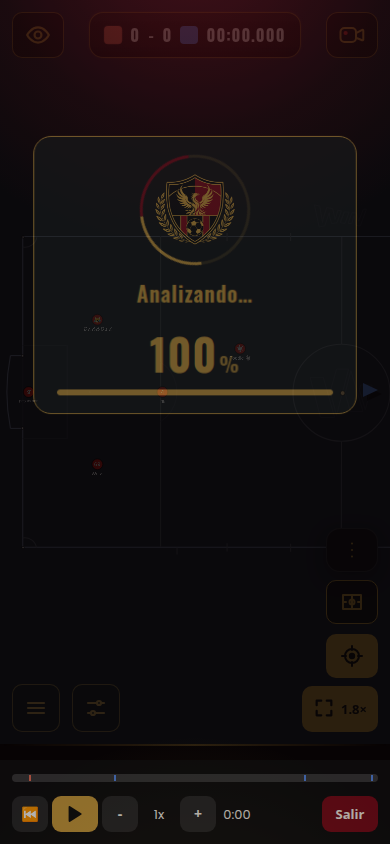 0 - 0 00:00.000
Analizando...
100%
1.8×
- 1x + 0:00 Salir